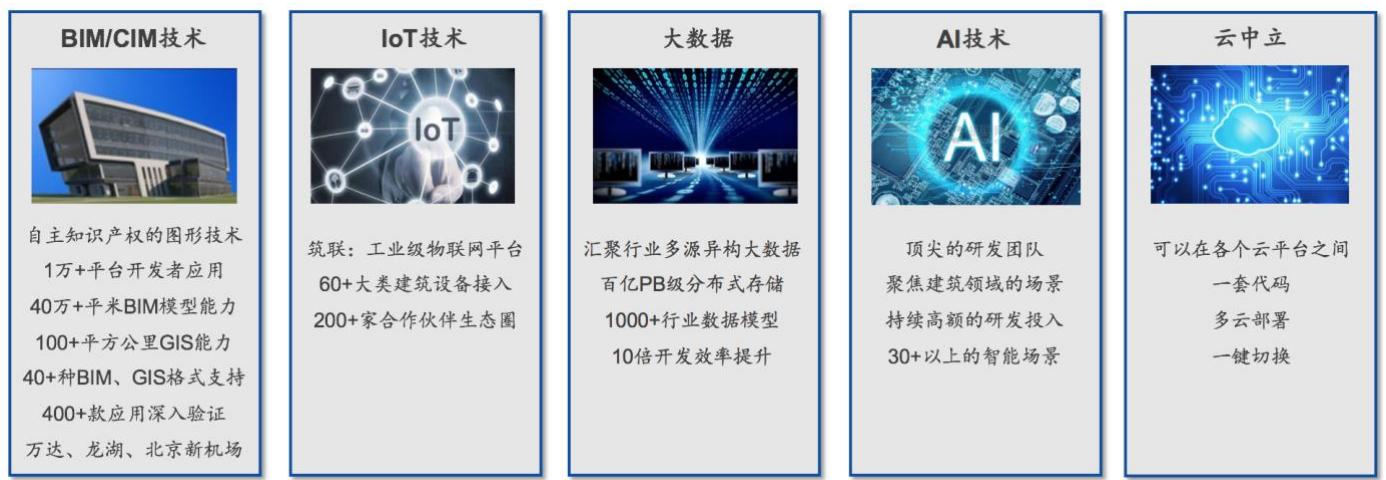 BIM/CIM技术
自主知识产权的图形技术
1万+平台开发者应用
40万+平米BIM模型能力
100+平方公里GIS能力
40+种BIM、GIS格式支持
400+款应用深入验证
万达、龙湖、北京新机场
IoT技术
IoT
筑联：工业级物联网平台
60+大类建筑设备接入
200+家合作伙伴生态圈
大数据
汇聚行业多源异构大数据
百亿PB级分布式存储
1000+行业数据模型
10倍开发效率提升
AI技术
AI
顶尖的研发团队
聚焦建筑领域的场景
持续高额的研发投入
30+以上的智能场景
云中立
可以在各个云平台之间
一套代码
多云部署
一键切换